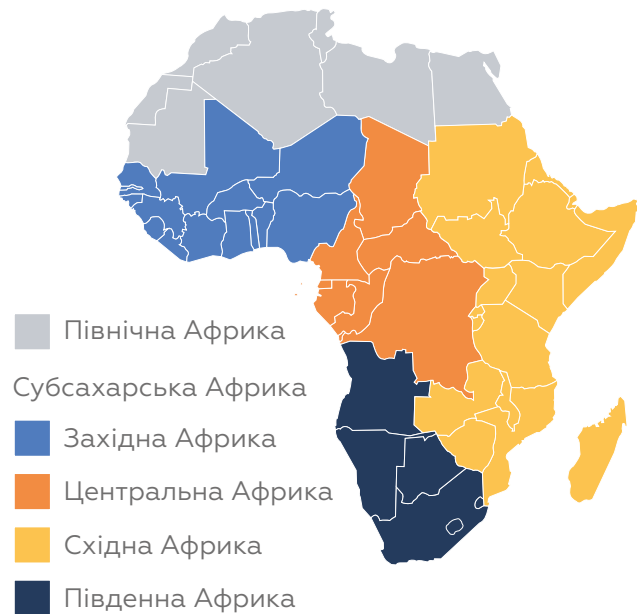 Північна Африка
Субсахарська Африка
Західна Африка
Центральна Африка
Східна Африка
Південна Африка